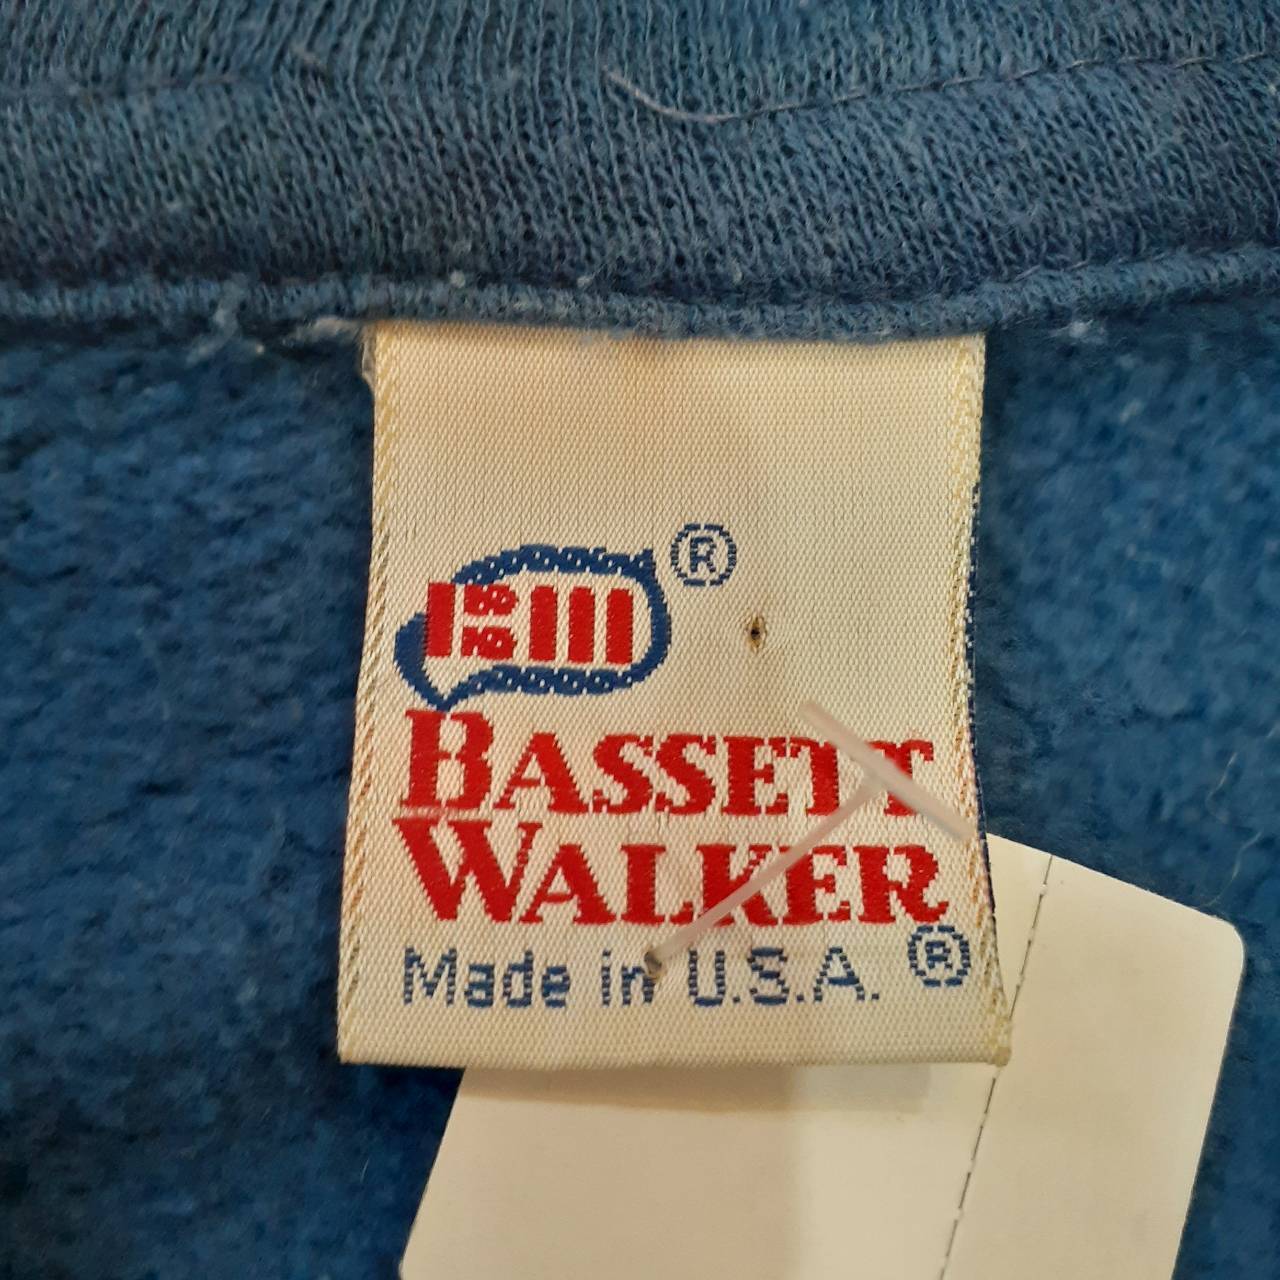 ®
BASSETT
WALKER
Made in U.S.A. ®